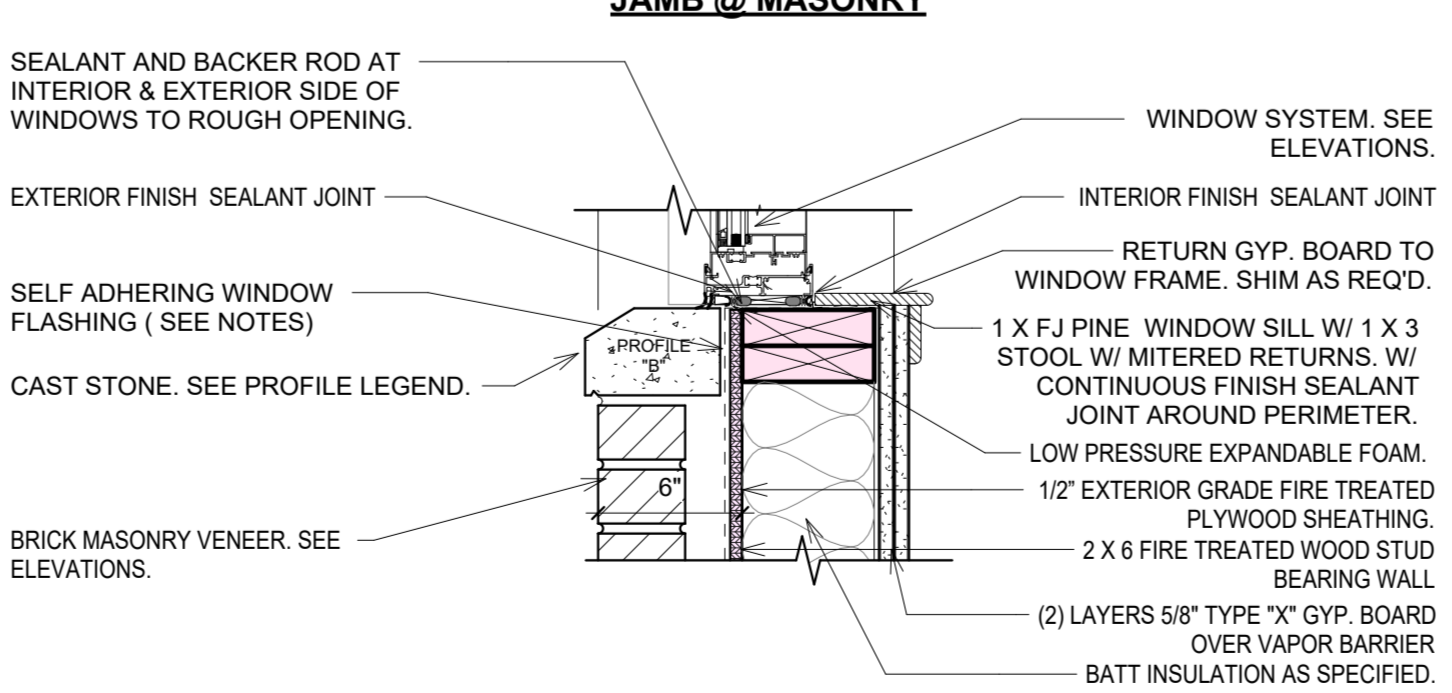 JAMB @ MASONRY
SEALANT AND BACKER ROD AT
INTERIOR & EXTERIOR SIDE OF
WINDOWS TO ROUGH OPENING.
EXTERIOR FINISH SEALANT JOINT
SELF ADHERING WINDOW
FLASHING ( SEE NOTES)
CAST STONE. SEE PROFILE LEGEND.
BRICK MASONRY VENEER. SEE
ELEVATIONS.
PROFILE
"B"
6"
WINDOW SYSTEM. SEE
ELEVATIONS.
INTERIOR FINISH SEALANT JOINT
RETURN GYP. BOARD TO
WINDOW FRAME. SHIM AS REQ'D.
1 X FJ PINE WINDOW SILL W/ 1 X 3
STOOL W/ MITERED RETURNS. W/
CONTINUOUS FINISH SEALANT
JOINT AROUND PERIMETER.
LOW PRESSURE EXPANDABLE FOAM.
1/2” EXTERIOR GRADE FIRE TREATED
PLYWOOD SHEATHING.
2 X 6 FIRE TREATED WOOD STUD
BEARING WALL
(2) LAYERS 5/8" TYPE "X" GYP. BOARD
OVER VAPOR BARRIER
BATT INSULATION AS SPECIFIED.